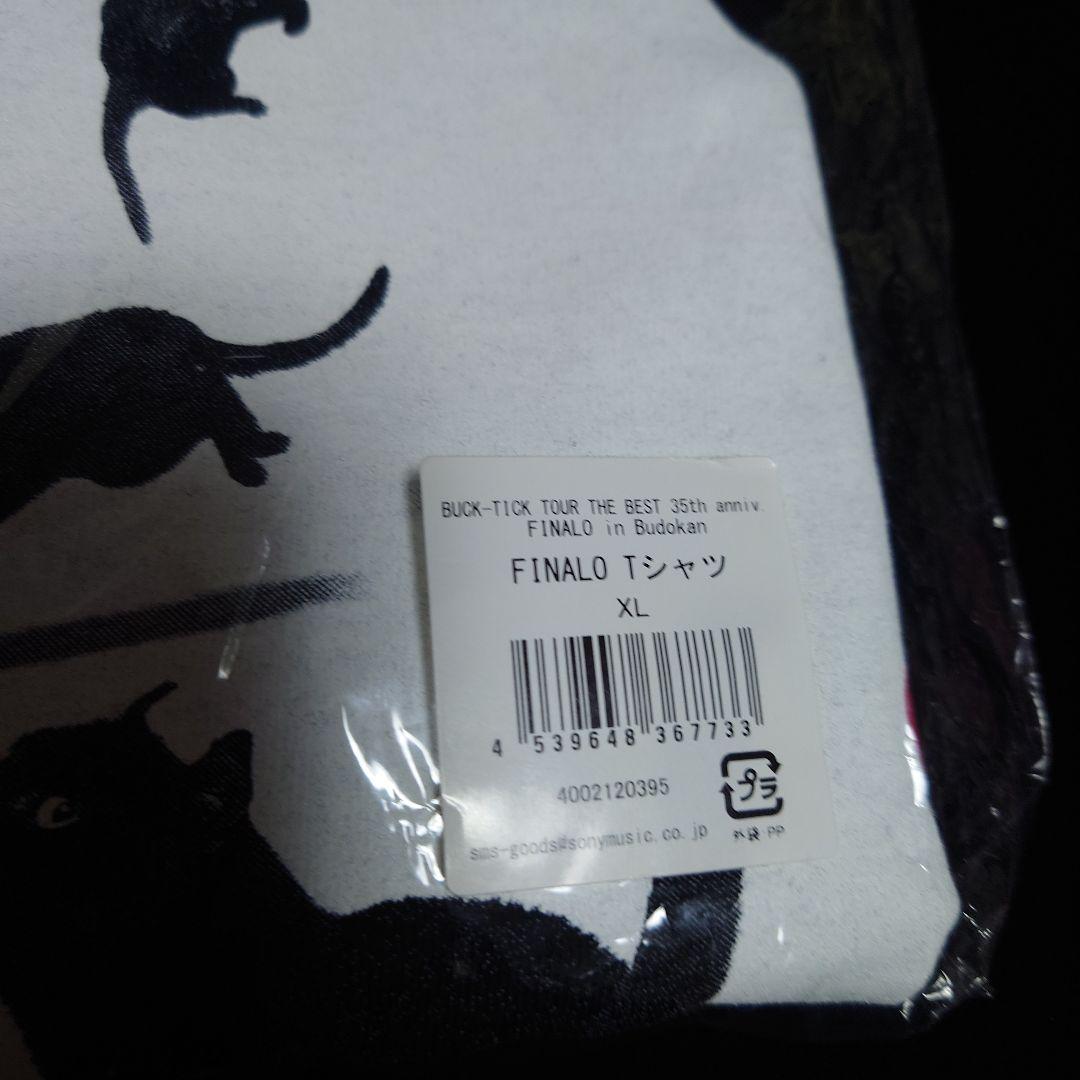 BUCK-TICK TOUR THE BEST 35th anniv.
FINALO in Budokan
FINALO Tシャツ
XL
4 539648 367733
4002120395
プラ
sms-goods@sonymusic.co.jp
外袋 PP